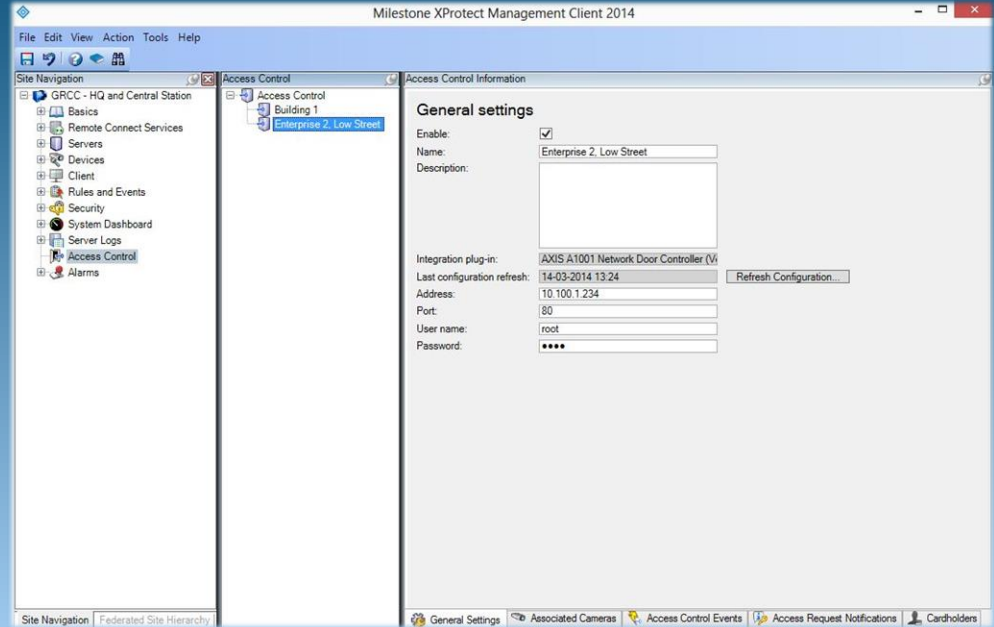 Milestone XProtect Management Client 2014
File Edit View Action Tools Help
Site Navigation
GRCC - HQ and Central Station
Basics
Remote Connect Services
Servers
Devices
Client
Rules and Events
Security
System Dashboard
Server Logs
Access Control
Alarms
Site Navigation
Federated Site Hierarchy
Access Control
Access Control
Building 1
Enterprise 2, Low Street
Access Control Information
General settings
Enable:
Name: Enterprise 2, Low Street
Description:
Integration plug-in: AXIS A1001 Network Door Controller
Last configuration refresh: 14-03-2014 13:24 Refresh Configuration...
Address: 10.100.1.234
Port: 80
User name: root
Password: ••••
General Settings
Associated Cameras
Access Control Events
Access Request Notifications
Cardholders